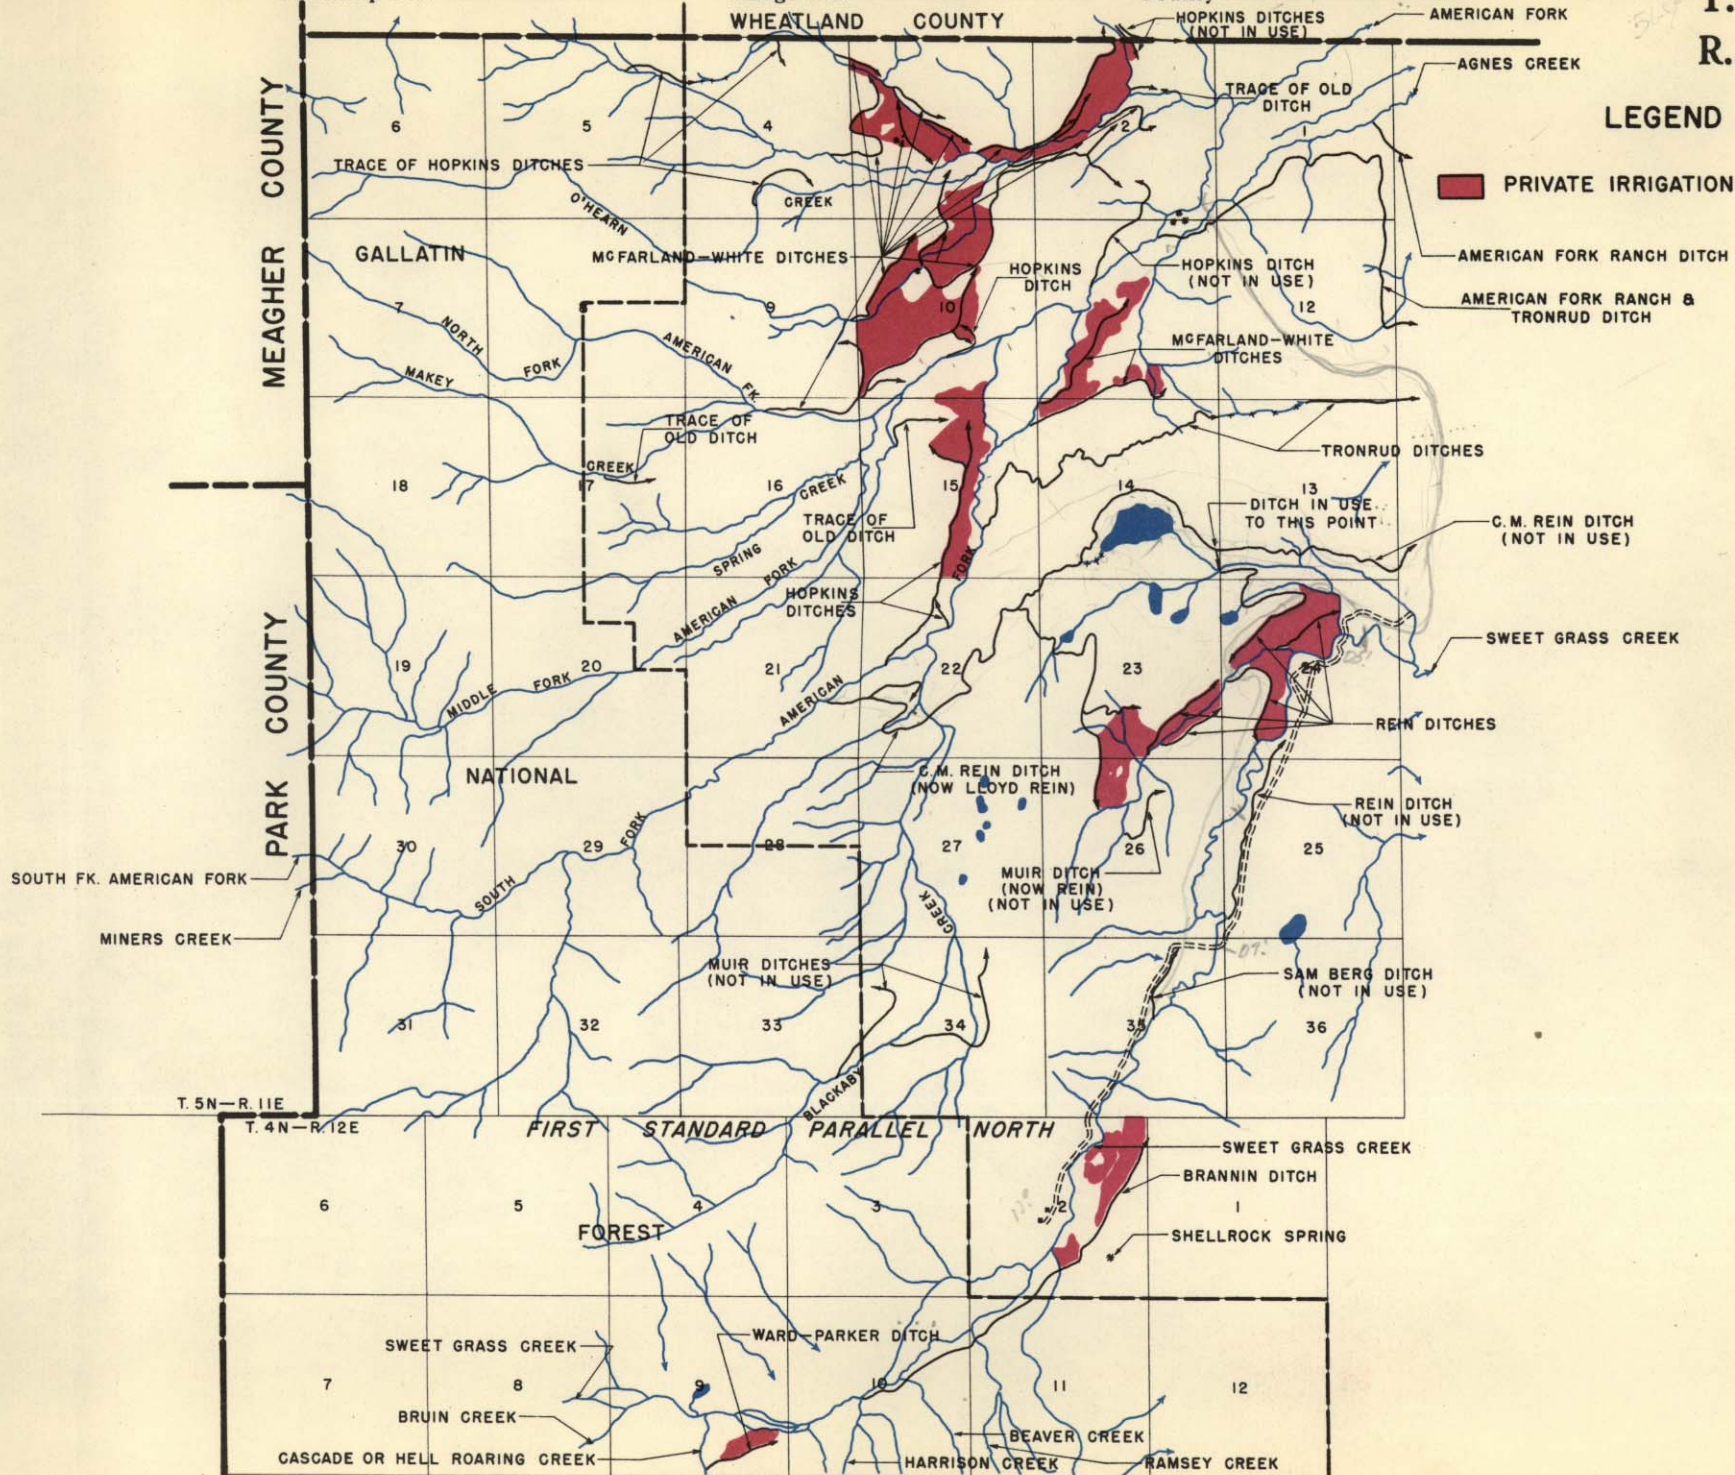 WHEATLAND COUNTY
HOPKINS DITCHES
(NOT IN USE)
AMERICAN FORK
AGNES CREEK
R.
MEAGHER COUNTY
LEGEND
PRIVATE IRRIGATION
TRACE OF OLD
DITCH
6
5
4
2
1
TRACE OF HOPKINS DITCHES
CREEK
O'HEARN
GALLATIN
McFARLAND-WHITE DITCHES
HOPKINS
DITCH
HOPKINS DITCH
(NOT IN USE)
AMERICAN FORK RANCH DITCH
AMERICAN FORK RANCH &
TRONRUD DITCH
7
9
10
12
NORTH
FORK
AMERICAN
FK.
MAKEY
McFARLAND-WHITE
DITCHES
TRACE OF
OLD DITCH
CREEK
TRONRUD DITCHES
18
17
16
CREEK
15
14
13
DITCH IN USE
TO THIS POINT
C.M. REIN DITCH
(NOT IN USE)
TRACE OF
OLD DITCH
SPRING
FORK
AMERICAN
HOPKINS
DITCHES
FORK
PARK COUNTY
SWEET GRASS CREEK
19
20
21
22
23
24
MIDDLE
FORK
AMERICAN
REIN DITCHES
NATIONAL
C.M. REIN DITCH
(NOW LLOYD REIN)
REIN DITCH
(NOT IN USE)
30
29
FORK
28
27
26
25
SOUTH FK. AMERICAN FORK
SOUTH
MUIR DITCH
(NOW REIN)
(NOT IN USE)
CREEK
MINERS CREEK
MUIR DITCHES
(NOT IN USE)
SAM BERG DITCH
(NOT IN USE)
31
32
33
34
35
36
BLACKABY
T. 5N—R. 11E
T. 4N—R. 12E
FIRST STANDARD PARALLEL NORTH
SWEET GRASS CREEK
BRANNIN DITCH
6
5
4
3
2
1
FOREST
SHELLROCK SPRING
SWEET GRASS CREEK
WARD-PARKER DITCH
7
8
9
10
11
12
BRUIN CREEK
BEAVER CREEK
CASCADE OR HELL ROARING CREEK
HARRISON CREEK
RAMSEY CREEK